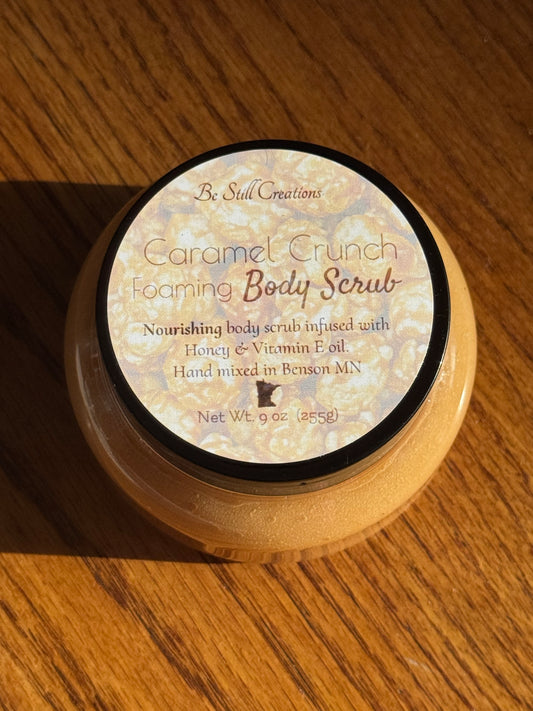 Be Still Creations
Caramel Crunch
Foaming Body Scrub
Nourishing body scrub infused with
Honey & Vitamin E oil.
Hand mixed in Benson MN
Net Wt. 9 oz (255g)